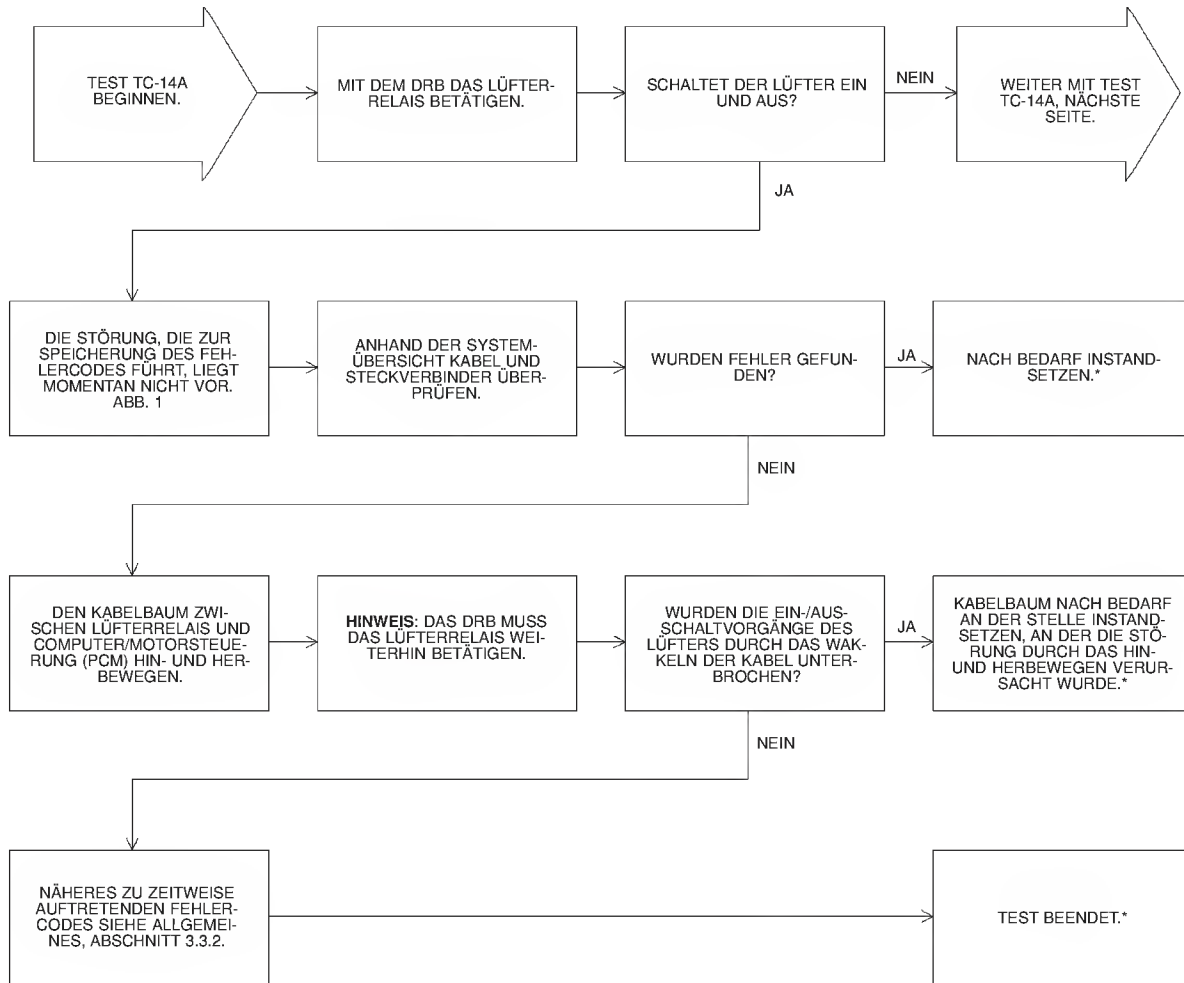 TEST TC-14A
BEGINNEN.
MIT DEM DRB DAS LÜFTER-
RELAIS BETÄTIGEN.
SCHALTET DER LÜFTER EIN
UND AUS?
NEIN
WEITER MIT TEST
TC-14A, NÄCHSTE
SEITE.
JA
DIE STÖRUNG, DIE ZUR
SPEICHERUNG DES FEH-
LERCODES FÜHRT, LIEGT
MOMENTAN NICHT VOR.
ABB. 1
ANHAND DER SYSTEM-
ÜBERSICHT KABEL UND
STECKVERBINDER ÜBER-
PRÜFEN.
WURDEN FEHLER GEFUN-
DEN?
JA
NACH BEDARF INSTAND-
SETZEN.*
NEIN
DEN KABELBAUM ZWI-
SCHEN LÜFTERRELAIS UND
COMPUTER/MOTORSTEUE-
RUNG (PCM) HIN- UND HER-
BEWEGEN.
HINWEIS: DAS DRB MUSS
DAS LÜFTERRELAIS WEI-
TERHIN BETÄTIGEN.
WURDEN DIE EIN-/AUS-
SCHALTVORGÄNGE DES
LÜFTERS DURCH DAS WAK-
KELN DER KABEL UNTER-
BROCHEN?
JA
KABELBAUM NACH BEDARF
AN DER STELLE INSTAND-
SETZEN, AN DER DIE STÖ-
RUNG DURCH DAS HIN-
UND HERBEWEGEN VERUR-
SACHT WURDE.*
NEIN
NÄHERES ZU ZEITWEISE
AUFTRETENDEN FEHLER-
CODES SIEHE ALLGEMEI-
NES, ABSCHNITT 3.3.2.
TEST BEENDET.*